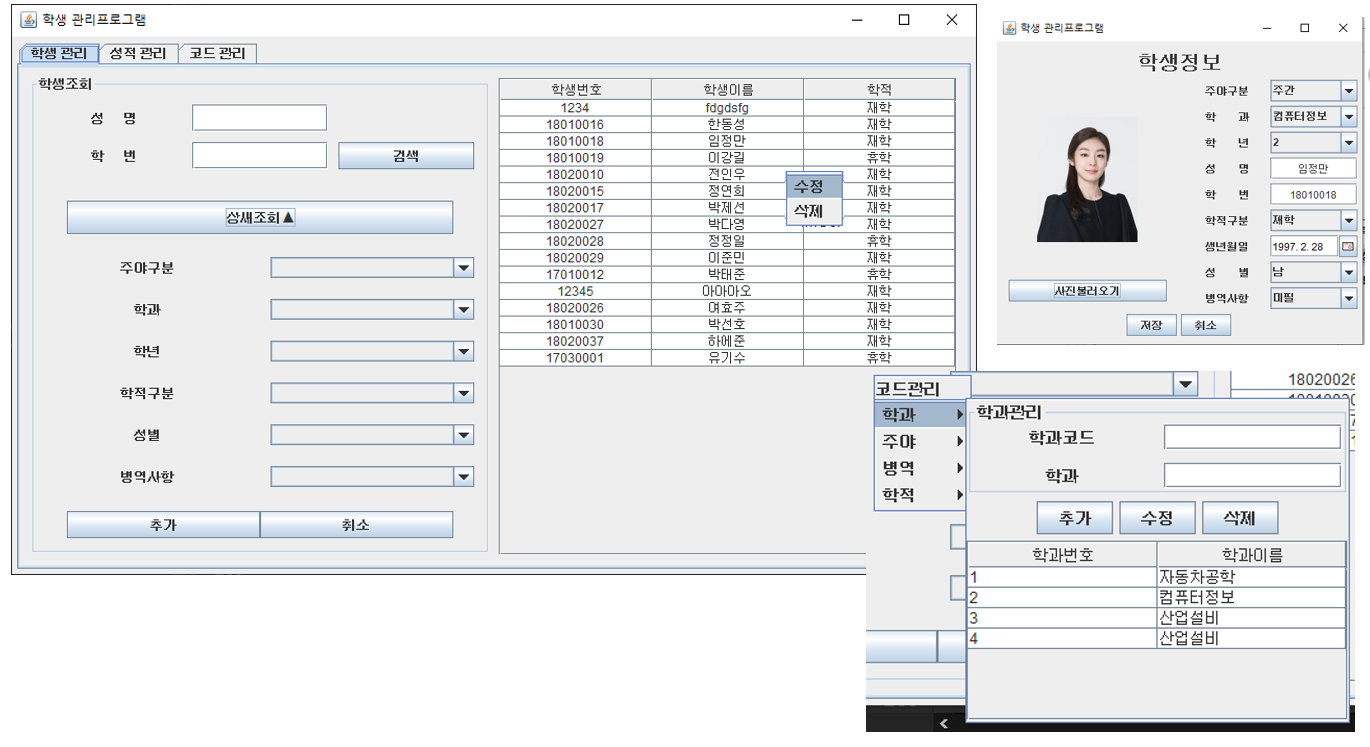 학생 관리프로그램
학생 관리
성적 관리
코드 관리
학생조회
성 명
학 번
검색
상세조회▲
주야구분
학과
학년
학적구분
성별
병역사항
추가
취소
학생번호 학생이름 학적
1234 fdgdsfg 재학
18010016 한동성 재학
18010018 임정만 재학
18010019 이강길 휴학
18020010 전인우 재학
18020015 정연희 재학
18020017 박제선 재학
18020027 박다영 재학
18020028 정정일 휴학
18020029 이준민 재학
17010012 박태준 휴학
12345 아아아오 재학
18020026 여효주 재학
18010030 박선호 재학
18020037 하예준 재학
17030001 유기수 휴학
수정
삭제
학생 관리프로그램
학생정보
주야구분 주간
학 과 컴퓨터정보
학 년 2
성 명 임정만
학 번 18010018
학적구분 재학
생년월일 1997. 2. 28
성 별 남
병역사항 미필
사진불러오기
저장 취소
18020026
코드관리
학과
주야
병역
학적
학과관리
학과코드
학과
추가 수정 삭제
학과번호 학과이름
1 자동차공학
2 컴퓨터정보
3 산업설비
4 산업설비